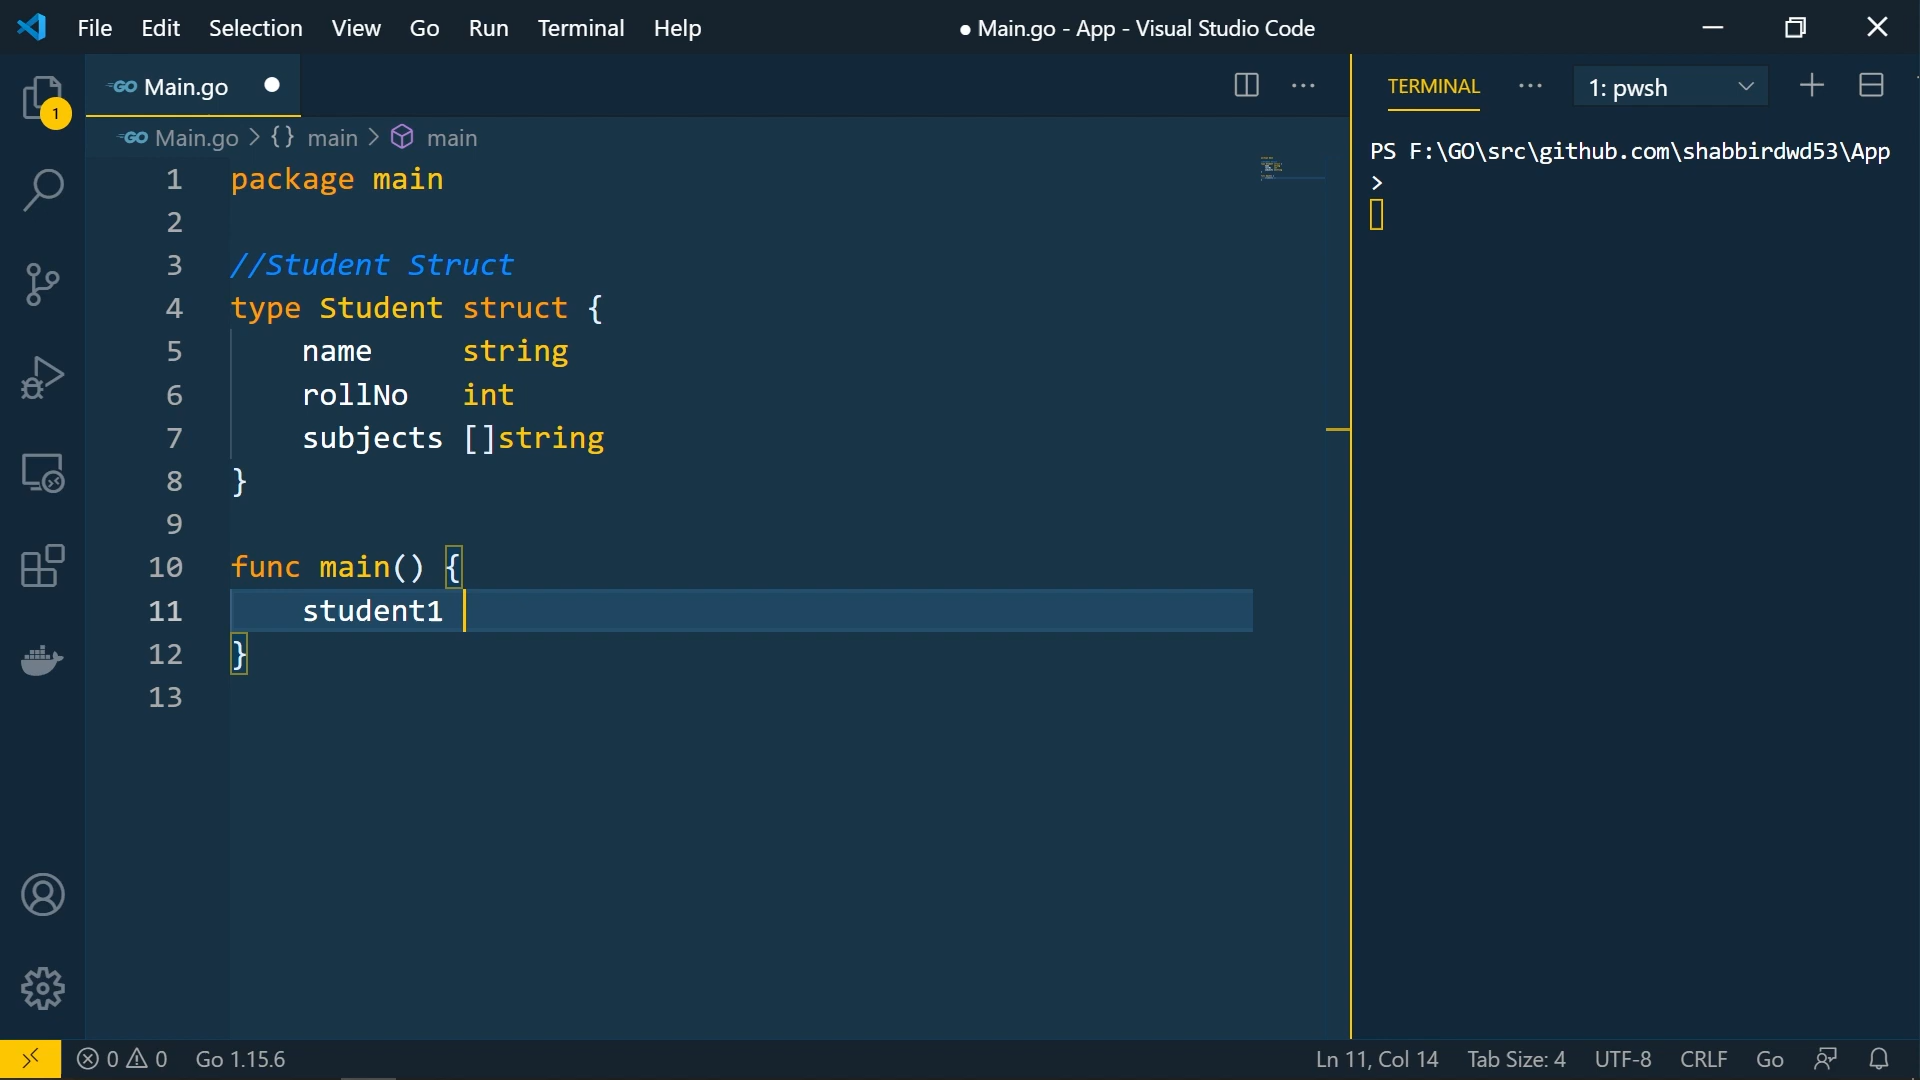 File Edit Selection View Go Run Terminal Help
● Main.go - App - Visual Studio Code
GO Main.go ●
TERMINAL ··· 1: pwsh
1
GO Main.go > {} main > main
1 package main
2
3 //Student Struct
4 type Student struct {
5 name string
6 rollNo int
7 subjects []string
8 }
9
10 func main() {
11 student1
12 }
13
PS F:\GO\src\github.com\shabbirdwd53\App
>
0 0 Go 1.15.6
Ln 11, Col 14 Tab Size: 4 UTF-8 CRLF Go